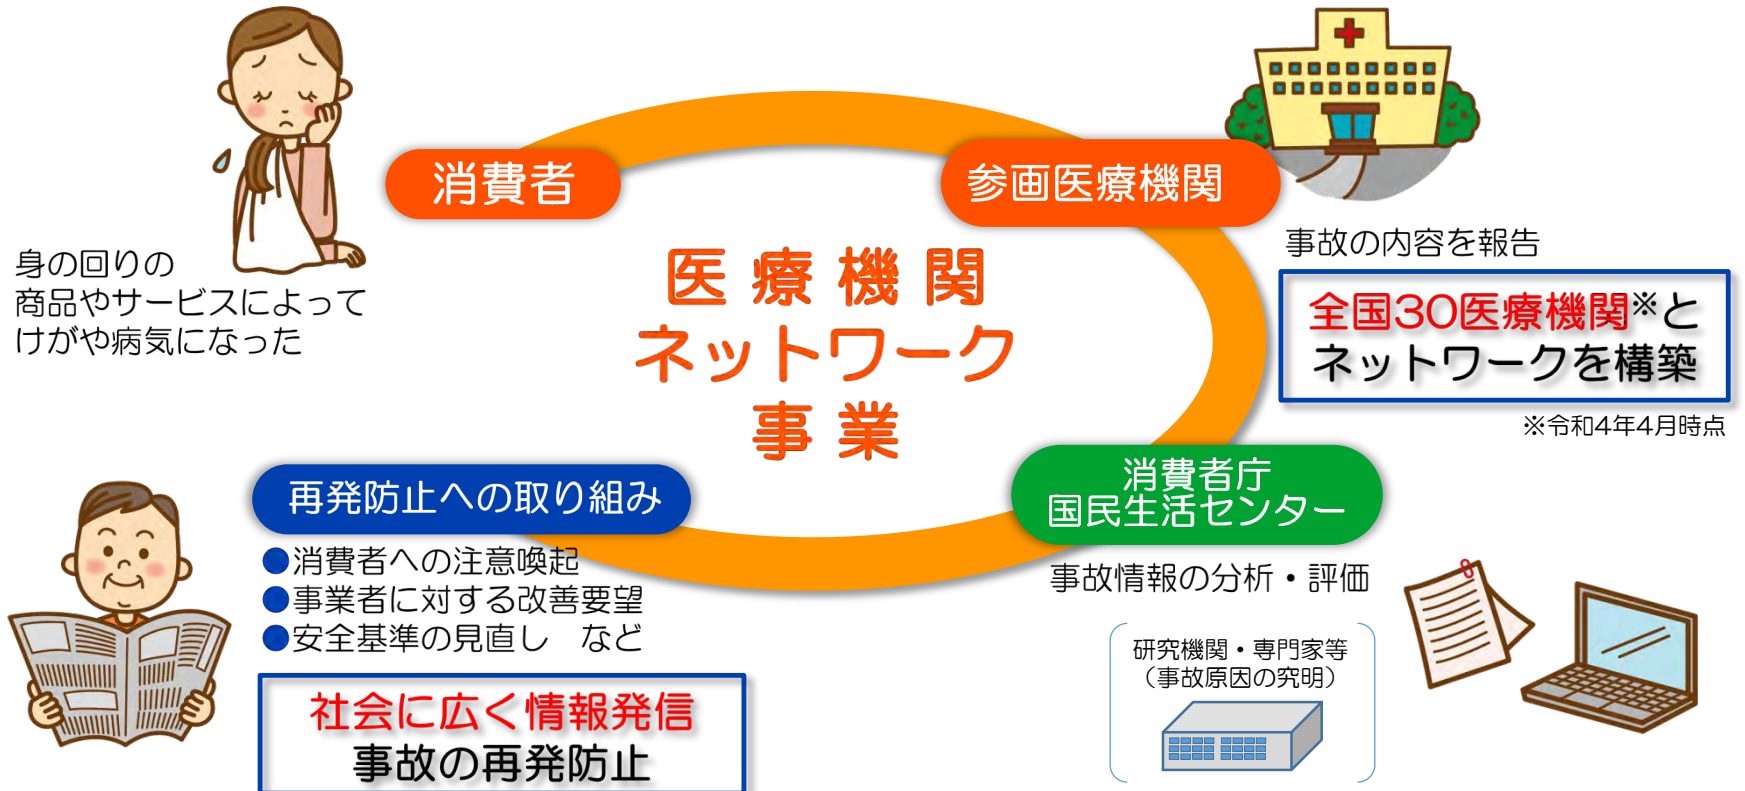 消費者
参画医療機関
身の回りの
商品やサービスによって
けがや病気になった
医療機関
ネットワーク
事業
事故の内容を報告
全国30医療機関※と
ネットワークを構築
※令和4年4月時点
消費者庁
国民生活センター
事故情報の分析・評価
研究機関・専門家等
（事故原因の究明）
再発防止への取り組み
●消費者への注意喚起
●事業者に対する改善要望
●安全基準の見直し　など
社会に広く情報発信
事故の再発防止